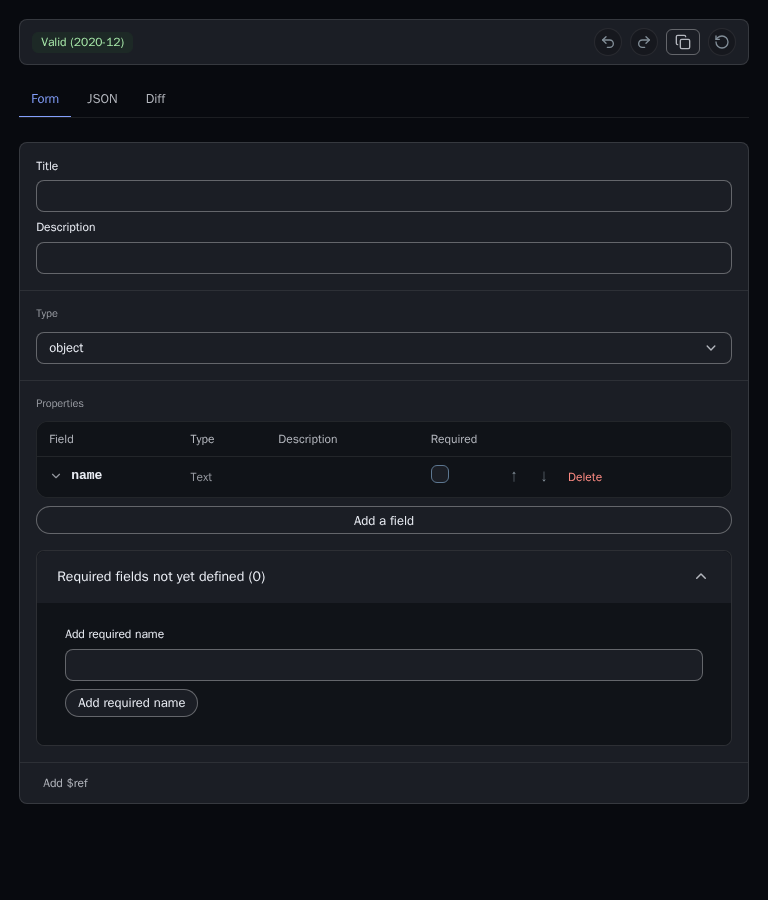 Valid (2020-12)
Form JSON Diff
Title
Description
Type
object
Properties
Field Type Description Required
name Text ↑ ↓ Delete
Add a field
Required fields not yet defined (0)
Add required name
Add required name
Add $ref